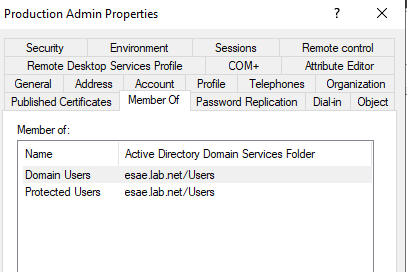 Production Admin Properties
? ×
Security Environment Sessions Remote control
Remote Desktop Services Profile COM+ Attribute Editor
General Address Account Profile Telephones Organization
Published Certificates Member Of Password Replication Dial-in Object
Member of:
Name Active Directory Domain Services Folder
Domain Users esae.lab.net/Users
Protected Users esae.lab.net/Users